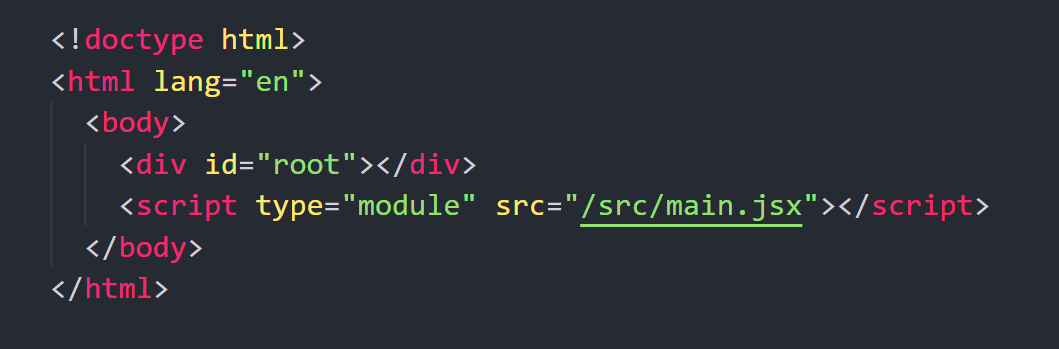 <!doctype html>
<html lang="en">
<body>
<div id="root"></div>
<script type="module" src="/src/main.jsx"></script>
</body>
</html>